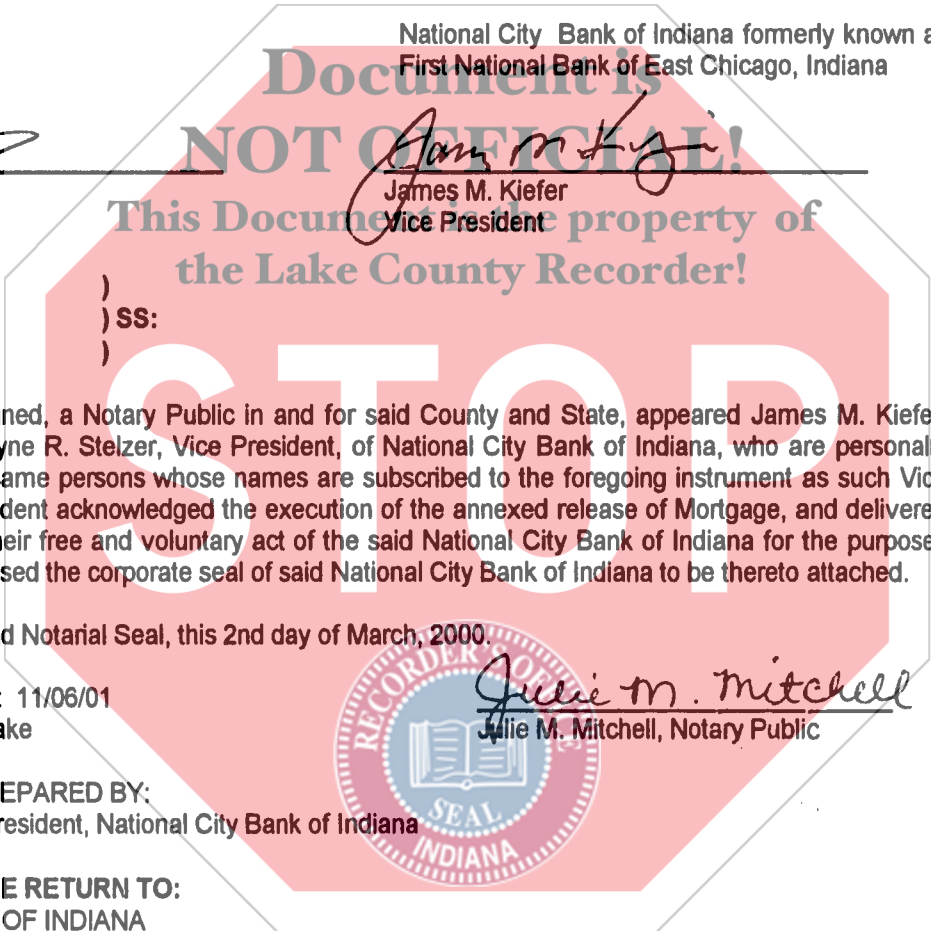 National City Bank of Indiana formerly known a
First National Bank of East Chicago, Indiana
Document is
NOT OFFICIAL!
James M. Kiefer
Vice President
This Document is the property of
the Lake County Recorder!
)
) SS:
)
STOP
ned, a Notary Public in and for said County and State, appeared James M. Kiefe
yne R. Stelzer, Vice President, of National City Bank of Indiana, who are personal
ame persons whose names are subscribed to the foregoing instrument as such Vic
dent acknowledged the execution of the annexed release of Mortgage, and delivere
eir free and voluntary act of the said National City Bank of Indiana for the purpose
sed the corporate seal of said National City Bank of Indiana to be thereto attached.
d Notarial Seal, this 2nd day of March, 2000.
Julie M. Mitchell
: 11/06/01
ake
Julie M. Mitchell, Notary Public
RECORDER'S OFFICE
SEAL
INDIANA
EPARED BY:
resident, National City Bank of Indiana
E RETURN TO:
OF INDIANA